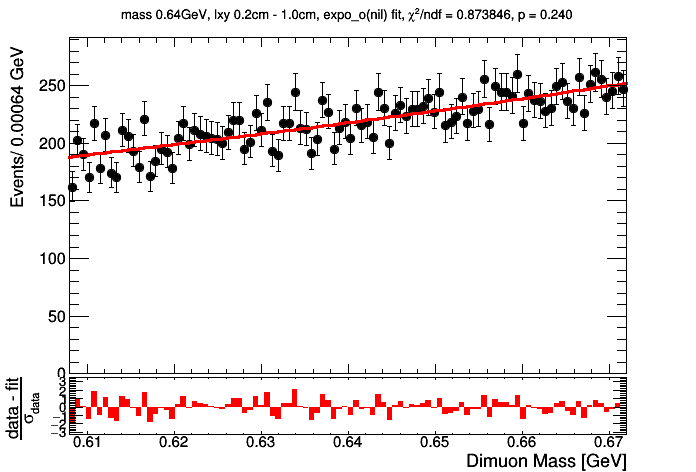 mass 0.64GeV, lxy 0.2cm - 1.0cm, expo_o(nil) fit, χ²/ndf = 0.873846, p = 0.240
Events/ 0.00064 GeV
250
200
150
100
50
0
data - fit
σdata
3
2
1
0
−1
−2
−3
0.61 0.62 0.63 0.64 0.65 0.66 0.67
Dimuon Mass [GeV]